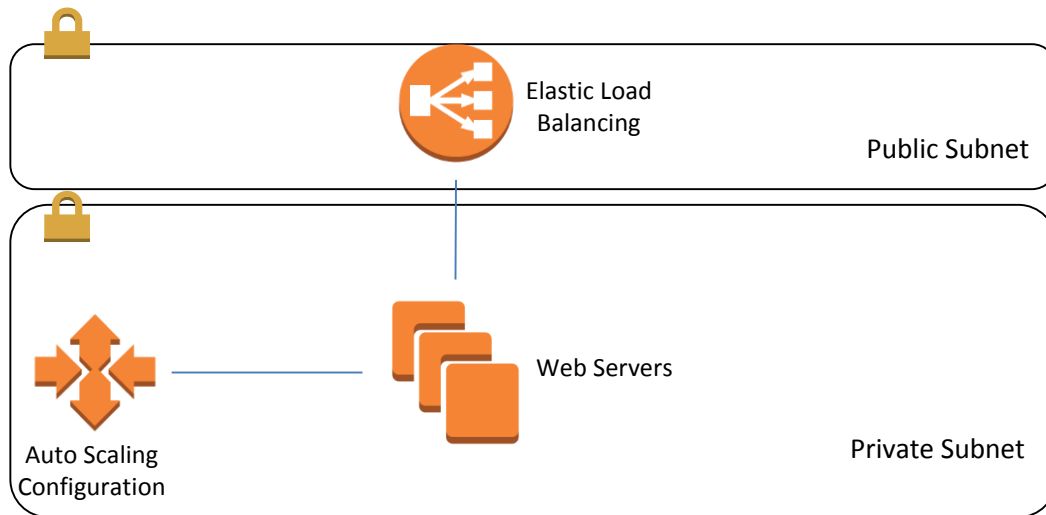 Elastic Load
Balancing
Public Subnet
Web Servers
Auto Scaling
Configuration
Private Subnet